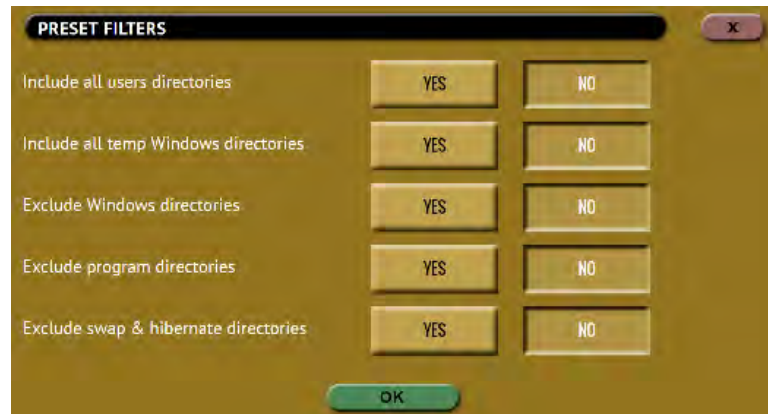 PRESET FILTERS X
Include all users directories YES NO
Include all temp Windows directories YES NO
Exclude Windows directories YES NO
Exclude program directories YES NO
Exclude swap & hibernate directories YES NO
OK